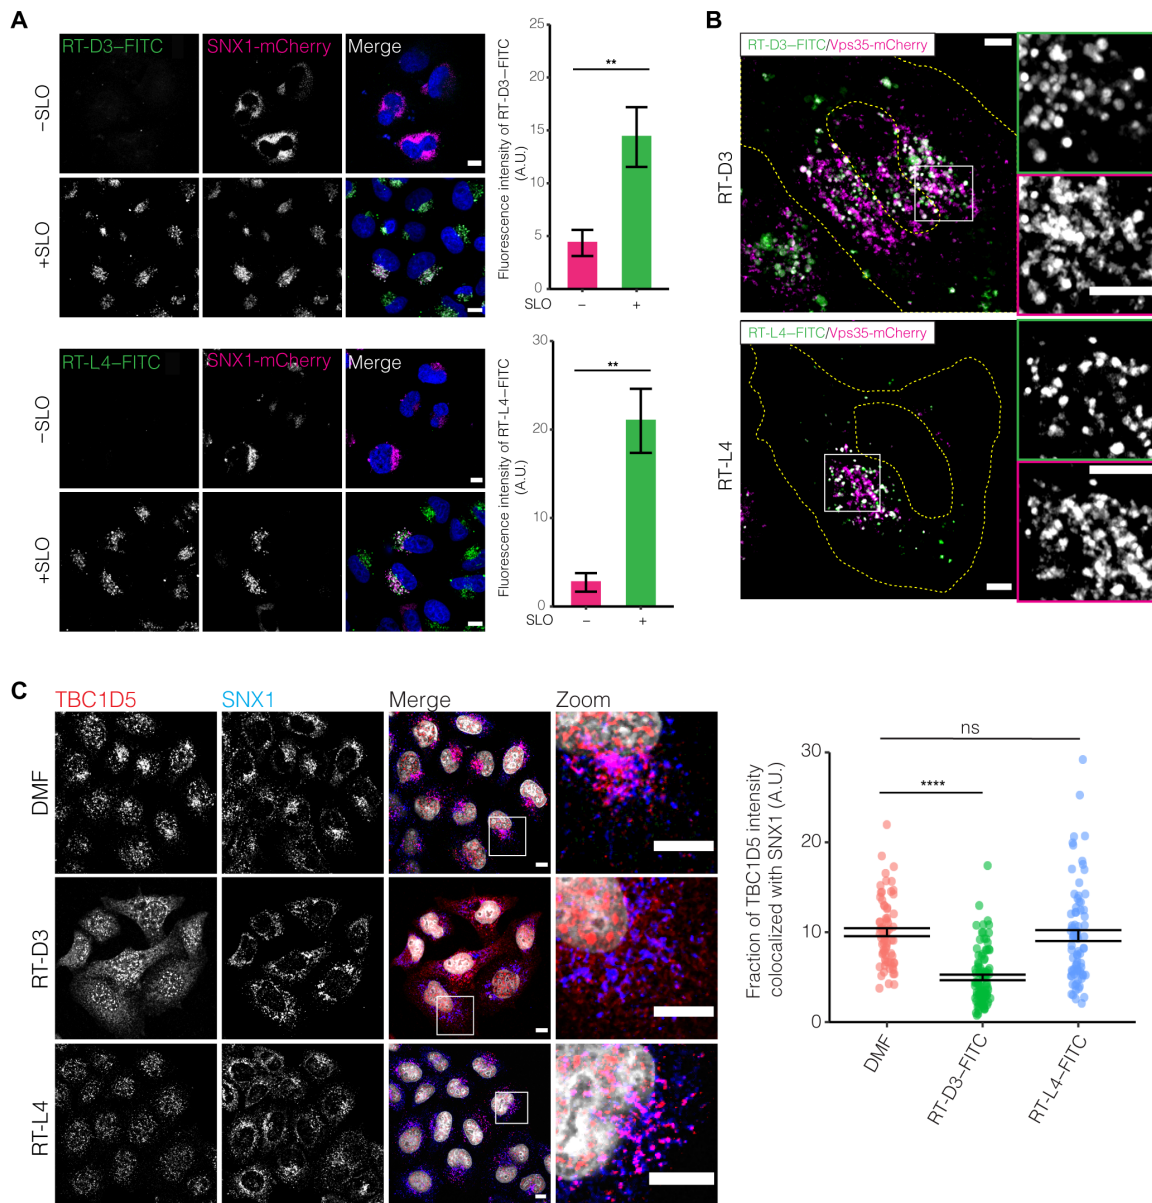 A
RT-D3–FITC
SNX1-mCherry
Merge
–SLO
+SLO
Fluorescence intensity of RT-D3–FITC
(A.U.)
25
20
15
10
5
0
**
SLO
–
+
RT-L4–FITC
SNX1-mCherry
Merge
–SLO
+SLO
Fluorescence intensity of RT-L4–FITC
(A.U.)
30
20
10
0
**
SLO
–
+
B
RT-D3–FITC/Vps35-mCherry
RT-D3
RT-L4–FITC/Vps35-mCherry
RT-L4
C
TBC1D5
SNX1
Merge
Zoom
DMF
RT-D3
RT-L4
Fraction of TBC1D5 intensity
colocalized with SNX1 (A.U.)
30
20
10
0
ns
****
DMF
RT-D3–FITC
RT-L4–FITC